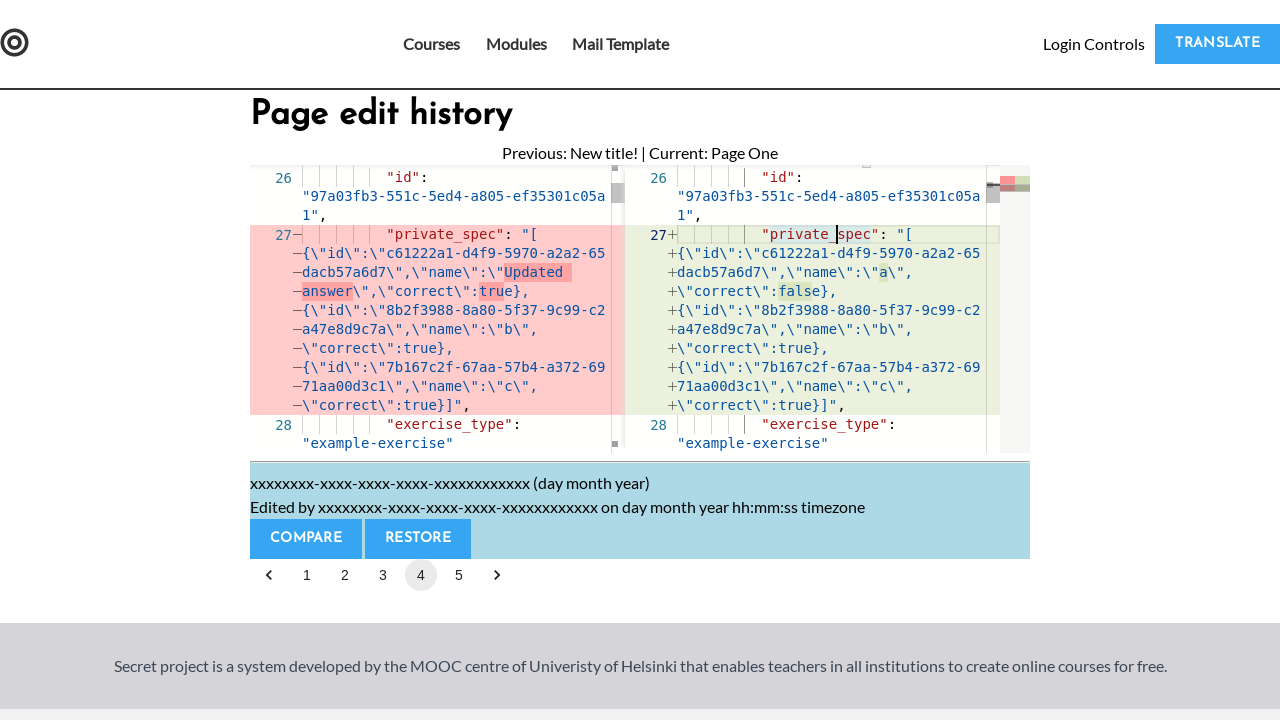 Courses Modules Mail Template Login Controls TRANSLATE
Page edit history
Previous: New title! | Current: Page One
26 "id":
"97a03fb3-551c-5ed4-a805-ef35301c05a
1",
27 "private_spec": "[
{\"id\":\"c61222a1-d4f9-5970-a2a2-65
dacb57a6d7\",\"name\":\"Updated
answer\",\"correct\":true},
{\"id\":\"8b2f3988-8a80-5f37-9c99-c2
a47e8d9c7a\",\"name\":\"b\",
\"correct\":true},
{\"id\":\"7b167c2f-67aa-57b4-a372-69
71aa00d3c1\",\"name\":\"c\",
\"correct\":true}]",
28 "exercise_type":
"example-exercise"
26 "id":
"97a03fb3-551c-5ed4-a805-ef35301c05a
1",
27+ "private_spec": "[
{\"id\":\"c61222a1-d4f9-5970-a2a2-65
dacb57a6d7\",\"name\":\"a\",
\"correct\":false},
{\"id\":\"8b2f3988-8a80-5f37-9c99-c2
a47e8d9c7a\",\"name\":\"b\",
\"correct\":true},
{\"id\":\"7b167c2f-67aa-57b4-a372-69
71aa00d3c1\",\"name\":\"c\",
\"correct\":true}]",
28 "exercise_type":
"example-exercise"
xxxxxxxx-xxxx-xxxx-xxxx-xxxxxxxxxxxx (day month year)
Edited by xxxxxxxx-xxxx-xxxx-xxxx-xxxxxxxxxxxx on day month year hh:mm:ss timezone
COMPARE RESTORE
1 2 3 4 5
Secret project is a system developed by the MOOC centre of Univeristy of Helsinki that enables teachers in all institutions to create online courses for free.